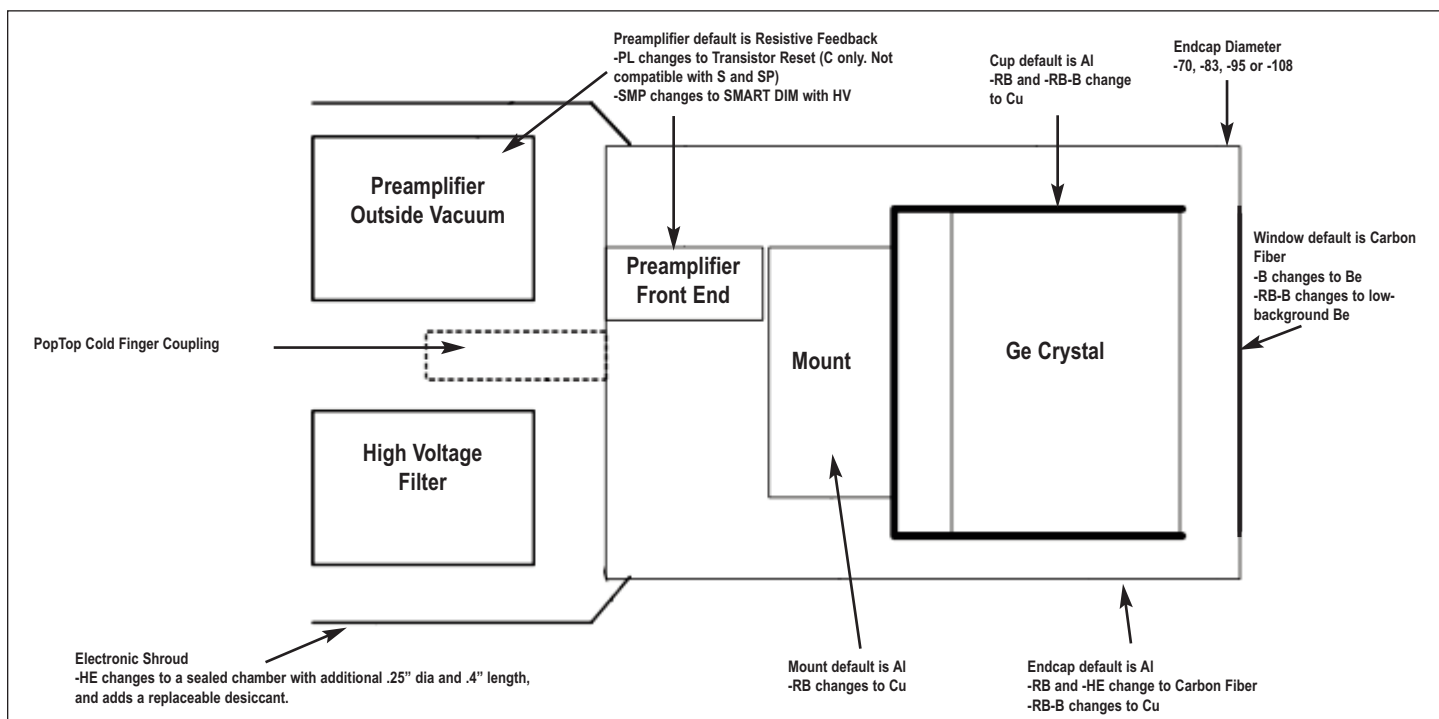 Preamplifier default is Resistive Feedback
-PL changes to Transistor Reset (C only. Not
compatible with S and SP)
-SMP changes to SMART DIM with HV
Cup default is Al
-RB and -RB-B change
to Cu
Endcap Diameter
-70, -83, -95 or -108
Preamplifier
Outside Vacuum
Preamplifier
Front End
Window default is Carbon
Fiber
-B changes to Be
-RB-B changes to low-
background Be
PopTop Cold Finger Coupling
Mount
Ge Crystal
High Voltage
Filter
Electronic Shroud
-HE changes to a sealed chamber with additional .25” dia and .4” length,
and adds a replaceable desiccant.
Mount default is Al
-RB changes to Cu
Endcap default is Al
-RB and -HE change to Carbon Fiber
-RB-B changes to Cu